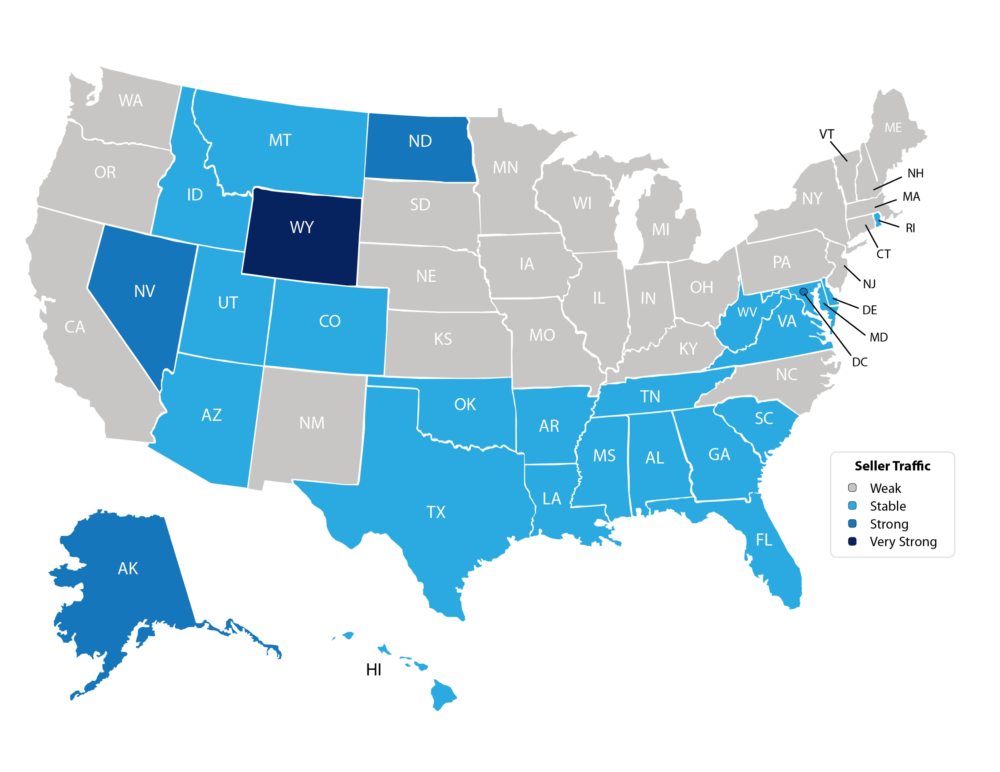 WA
MT
ND
ME
VT
OR
MN
NH
ID
MA
NY
SD
WI
WY
MI
RI
CT
PA
IA
NE
NJ
OH
NV
IL
IN
UT
DE
WV
CO
VA
CA
MO
MD
KS
KY
DC
NC
TN
OK
AZ
SC
NM
AR
GA
MS
AL
Seller Traffic
Weak
LA
Stable
TX
Strong
FL
Very Strong
AK
HI